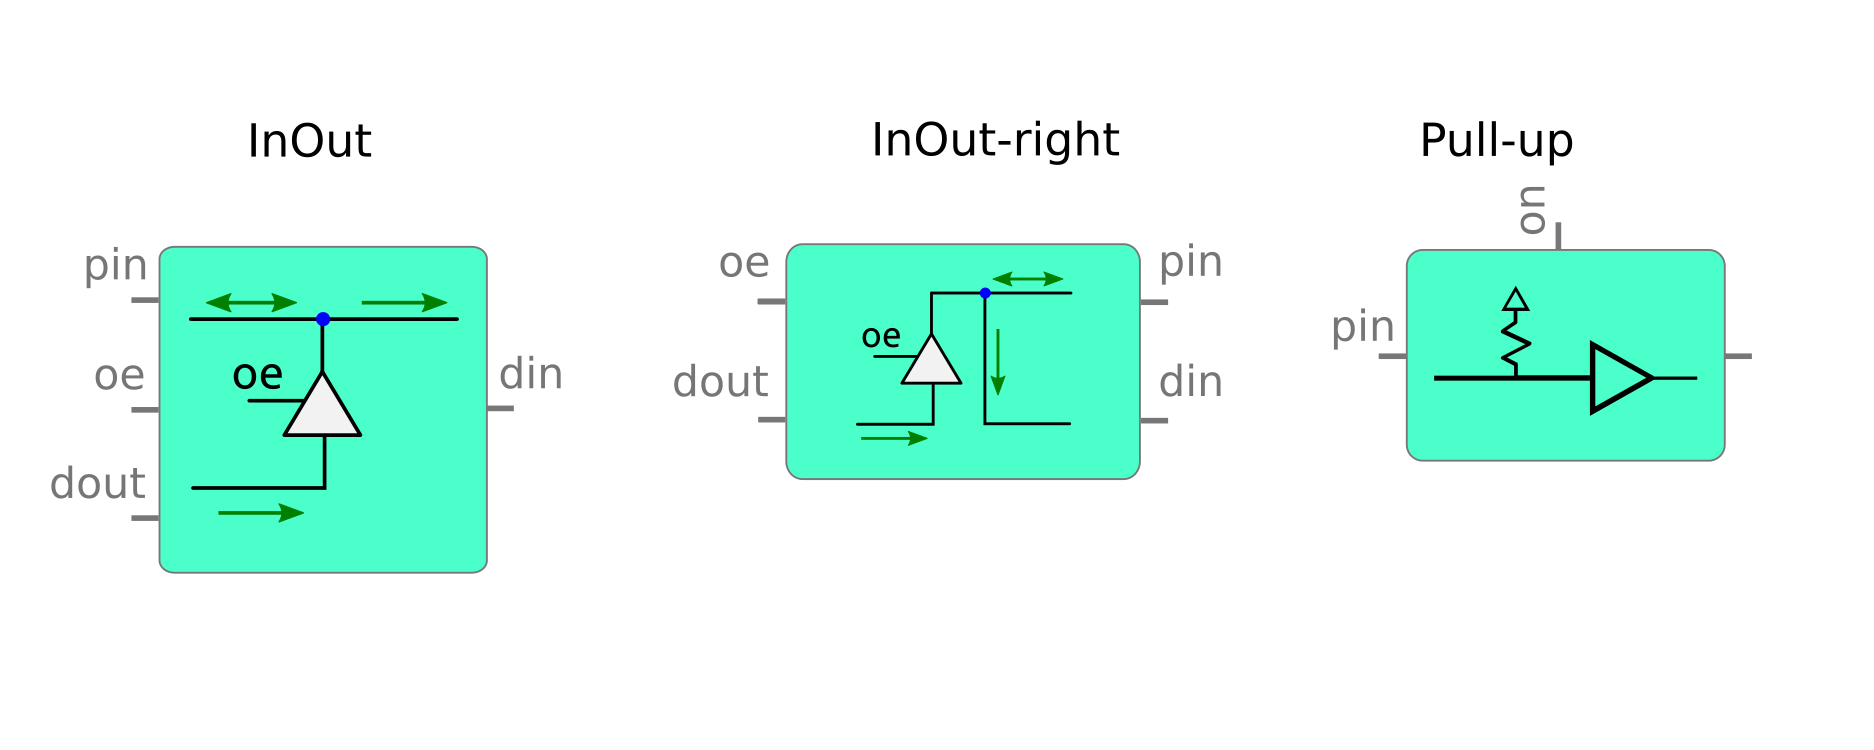 InOut
pin
oe
dout
oe
din
InOut-right
oe
dout
oe
pin
din
Pull-up
on
pin